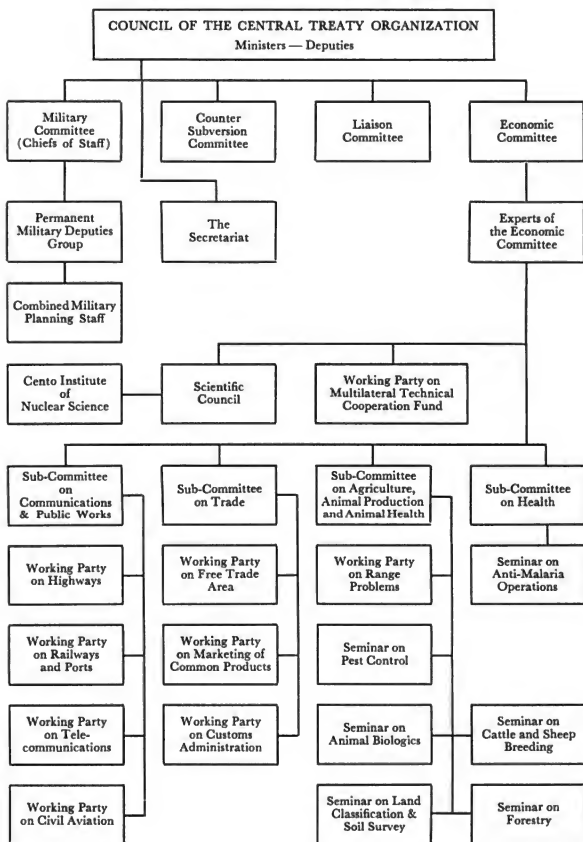 COUNCIL OF THE CENTRAL TREATY ORGANIZATION
Ministers — Deputies
Military
Committee
(Chiefs of Staff)
Counter
Subversion
Committee
Liaison
Committee
Economic
Committee
Permanent
Military Deputies
Group
The
Secretariat
Experts of
the Economic
Committee
Combined Military
Planning Staff
Cento Institute
of
Nuclear Science
Scientific
Council
Working Party on
Multilateral Technical
Cooperation Fund
Sub-Committee
on
Communications
& Public Works
Sub-Committee
on Trade
Sub-Committee
on Agriculture,
Animal Production
and Animal Health
Sub-Committee
on Health
Working Party
on Highways
Working Party
on Free Trade
Area
Working Party
on Range
Problems
Seminar on
Anti-Malaria
Operations
Working Party
on Railways
and Ports
Working Party
on Marketing of
Common Products
Seminar on
Pest Control
Working Party
on Tele-
communications
Working Party
on Customs
Administration
Seminar on
Animal Biologics
Seminar on
Cattle and Sheep
Breeding
Working Party
on Civil Aviation
Seminar on Land
Classification &
Soil Survey
Seminar on
Forestry